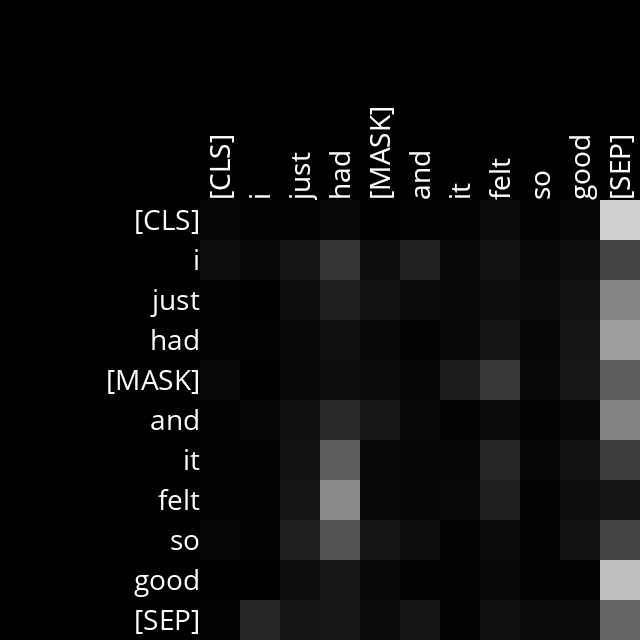 [CLS] i just had [MASK] and it felt so good [SEP]
[CLS]
i
just
had
[MASK]
and
it
felt
so
good
[SEP]